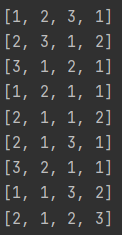 [1, 2, 3, 1]
[2, 3, 1, 2]
[3, 1, 2, 1]
[1, 2, 1, 1]
[2, 1, 1, 2]
[2, 1, 3, 1]
[3, 2, 1, 1]
[1, 1, 3, 2]
[2, 1, 2, 3]